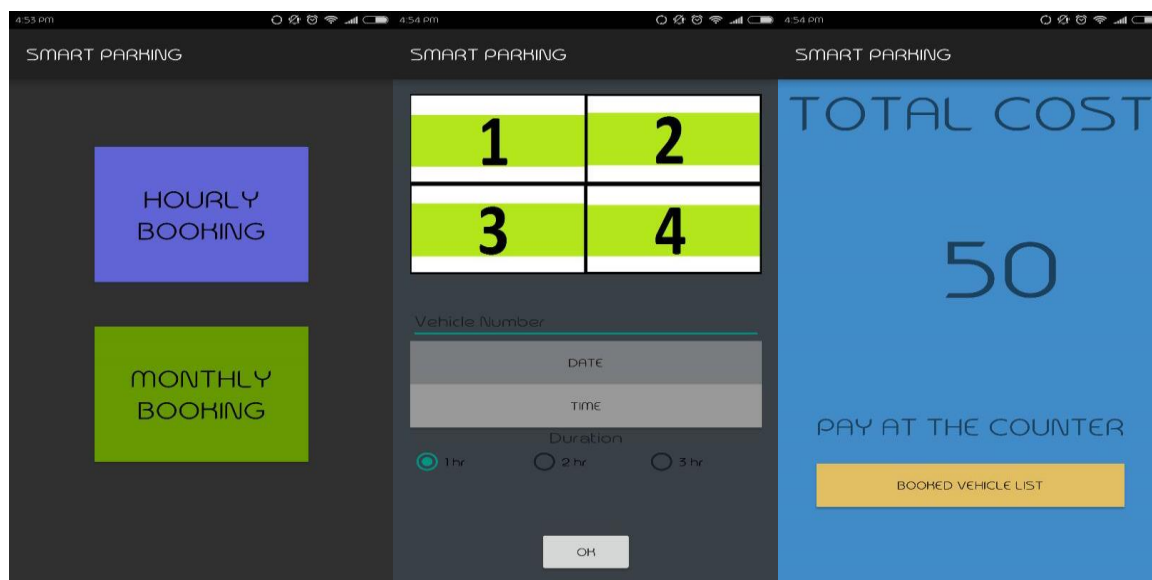 4:53 PM
SMART PARKING
HOURLY
BOOKING
MONTHLY
BOOKING
4:54 PM
SMART PARKING
1 2
3 4
Vehicle Number
DATE
TIME
Duration
1 hr 2 hr 3 hr
OK
4:54 PM
SMART PARKING
TOTAL COST
50
PAY AT THE COUNTER
BOOKED VEHICLE LIST